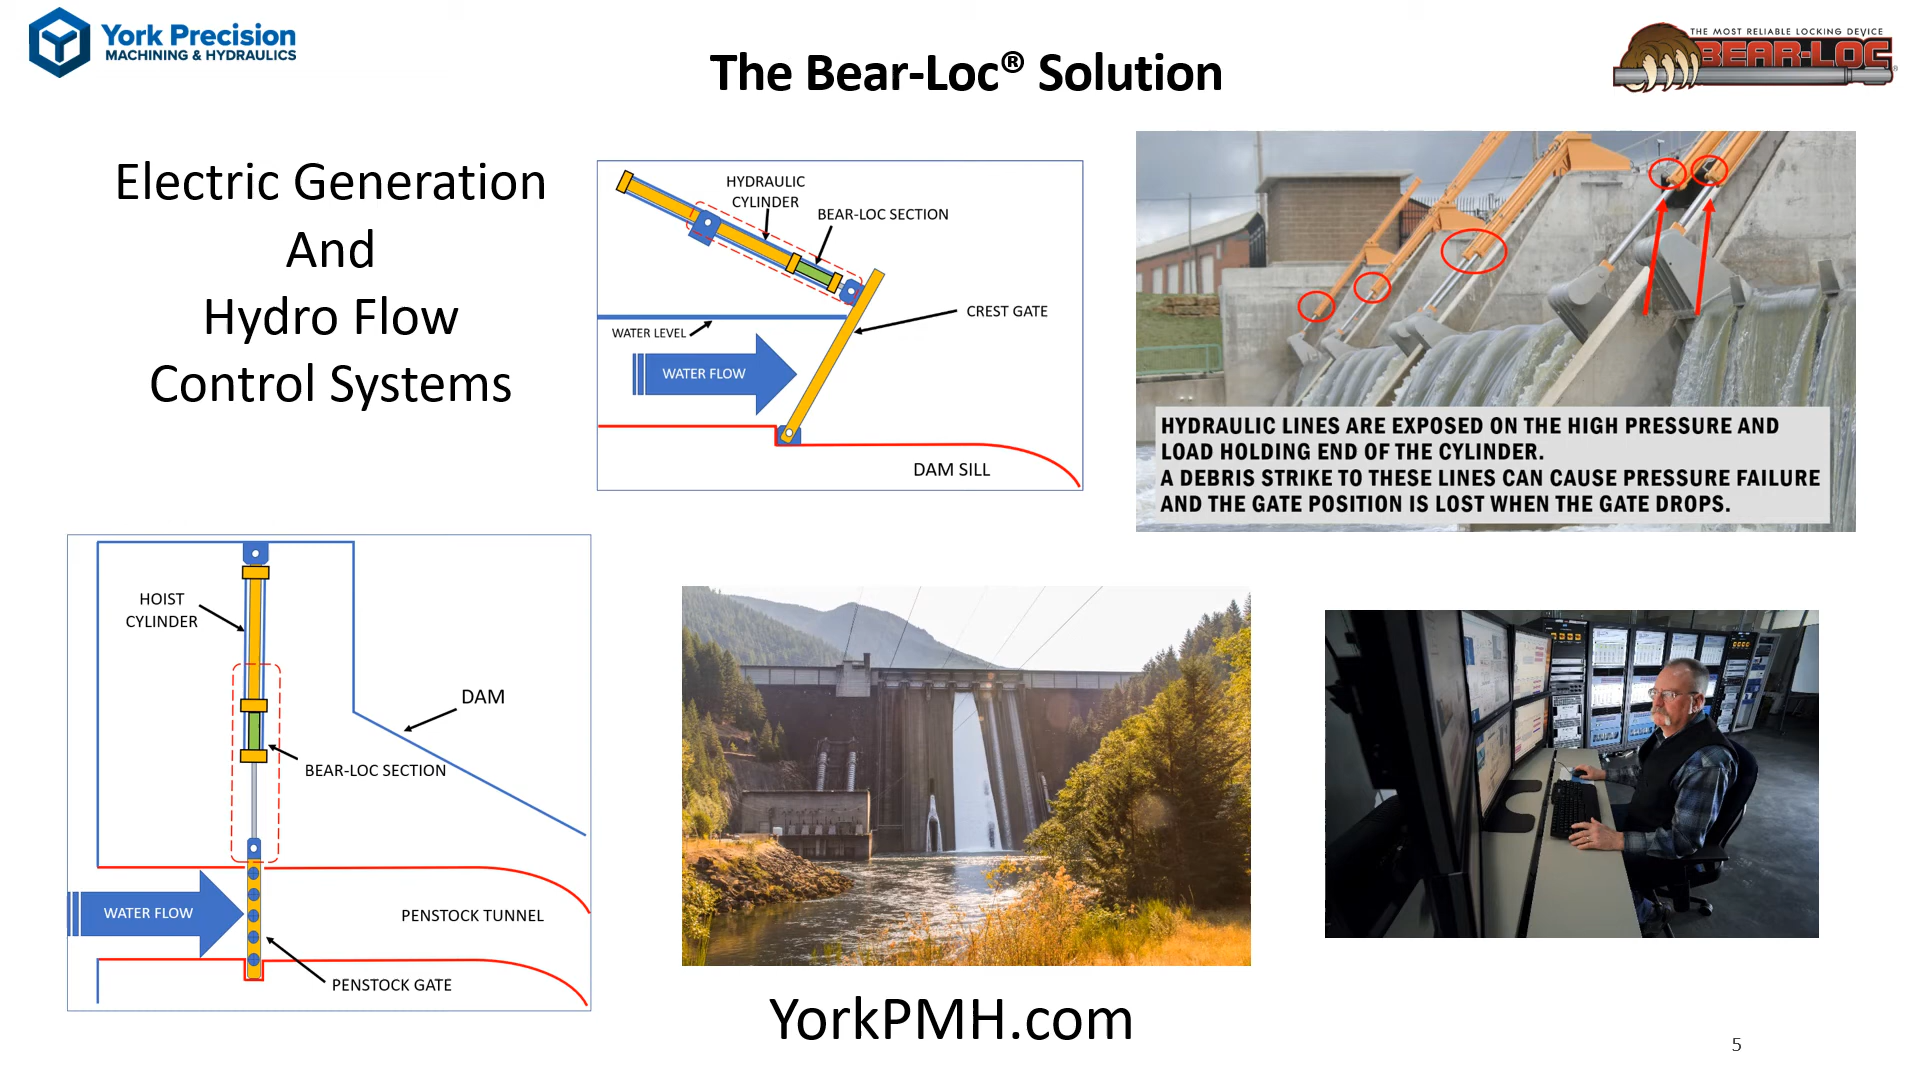 York Precision
MACHINING & HYDRAULICS
The Bear-Loc® Solution
THE MOST RELIABLE LOCKING DEVICE
BEAR-LOC®
Electric Generation
And
Hydro Flow
Control Systems
HYDRAULIC
CYLINDER
BEAR-LOC SECTION
CREST GATE
WATER LEVEL
WATER FLOW
DAM SILL
HYDRAULIC LINES ARE EXPOSED ON THE HIGH PRESSURE AND
LOAD HOLDING END OF THE CYLINDER.
A DEBRIS STRIKE TO THESE LINES CAN CAUSE PRESSURE FAILURE
AND THE GATE POSITION IS LOST WHEN THE GATE DROPS.
HOIST
CYLINDER
DAM
BEAR-LOC SECTION
WATER FLOW
PENSTOCK TUNNEL
PENSTOCK GATE
YorkPMH.com
5